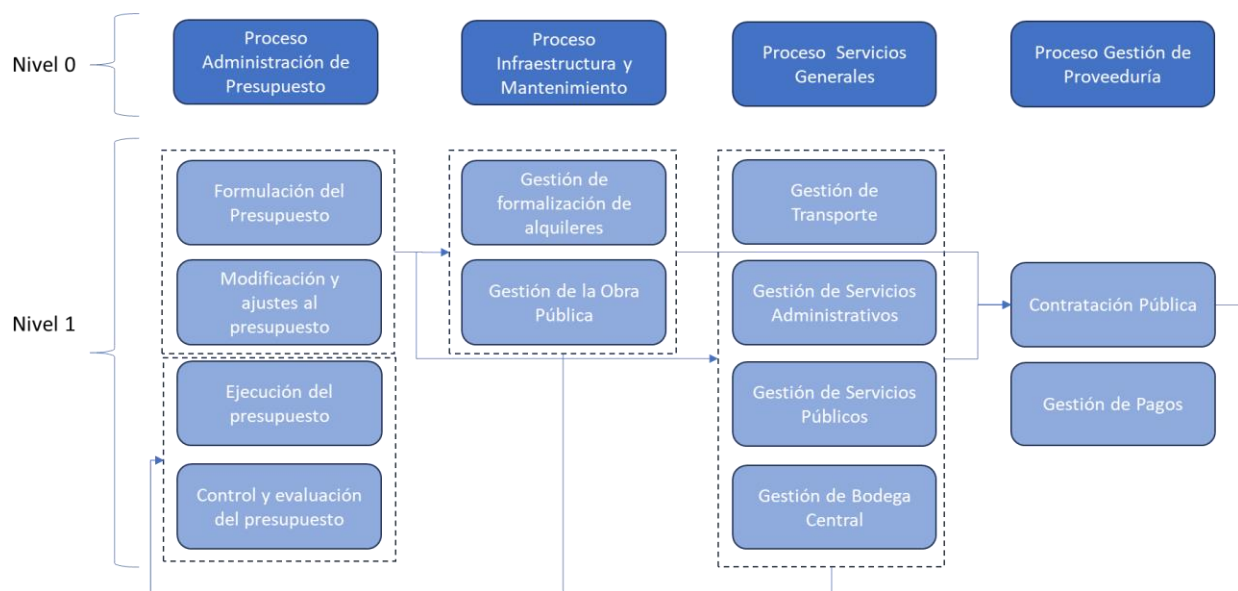 Nivel 0
Proceso
Administración de
Presupuesto
Proceso
Infraestructura y
Mantenimiento
Proceso Servicios
Generales
Proceso Gestión de
Proveeduría
Nivel 1
Formulación del
Presupuesto
Modificación y
ajustes al
presupuesto
Ejecución del
presupuesto
Control y evaluación
del presupuesto
Gestión de
formalización de
alquileres
Gestión de la Obra
Pública
Gestión de
Transporte
Gestión de Servicios
Administrativos
Gestión de Servicios
Públicos
Gestión de Bodega
Central
Contratación Pública
Gestión de Pagos